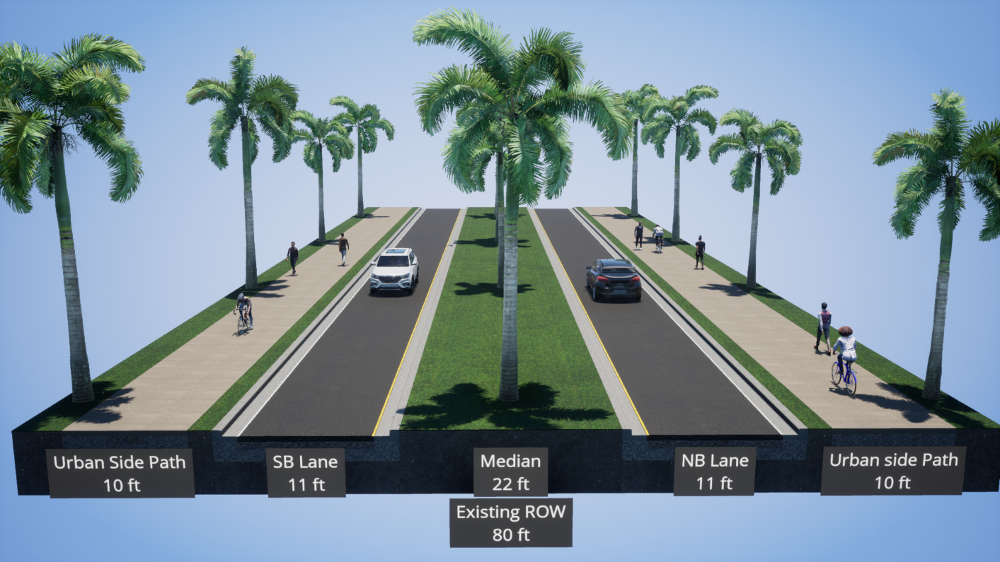 Urban Side Path
10 ft
SB Lane
11 ft
Median
22 ft
NB Lane
11 ft
Urban side Path
10 ft
Existing ROW
80 ft